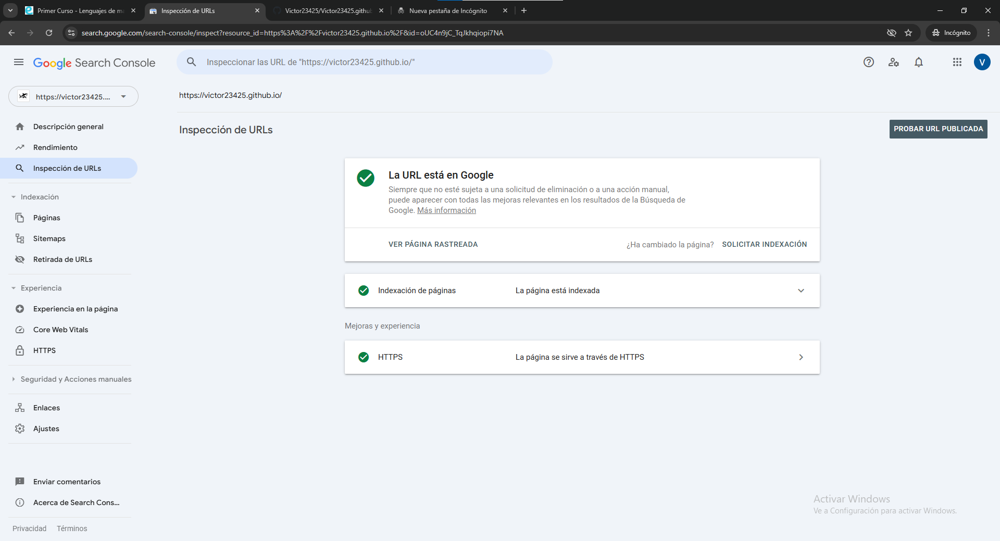 Primer Curso - Lenguajes de ma
Inspección de URLs
Victor23425/Victor23425.github
Nueva pestaña de Incógnito
search.google.com/search-console/inspect?resource_id=https%3A%2F%2Fvictor23425.github.io%2F&id=oUC4n9jC_TqJkhqiopi7NA
Incógnito
Google Search Console
Inspeccionar las URL de "https://victor23425.github.io/"
V
https://victor23425....
https://victor23425.github.io/
Descripción general
Rendimiento
Inspección de URLs
Indexación
Páginas
Sitemaps
Retirada de URLs
Experiencia
Experiencia en la página
Core Web Vitals
HTTPS
Seguridad y Acciones manuales
Enlaces
Ajustes
Enviar comentarios
Acerca de Search Cons...
Privacidad Términos
Inspección de URLs
PROBAR URL PUBLICADA
La URL está en Google
Siempre que no esté sujeta a una solicitud de eliminación o a una acción manual,
puede aparecer con todas las mejoras relevantes en los resultados de la Búsqueda de
Google. Más información
VER PÁGINA RASTREADA
¿Ha cambiado la página? SOLICITAR INDEXACIÓN
Indexación de páginas La página está indexada
Mejoras y experiencia
HTTPS La página se sirve a través de HTTPS
Activar Windows
Ve a Configuración para activar Windows.